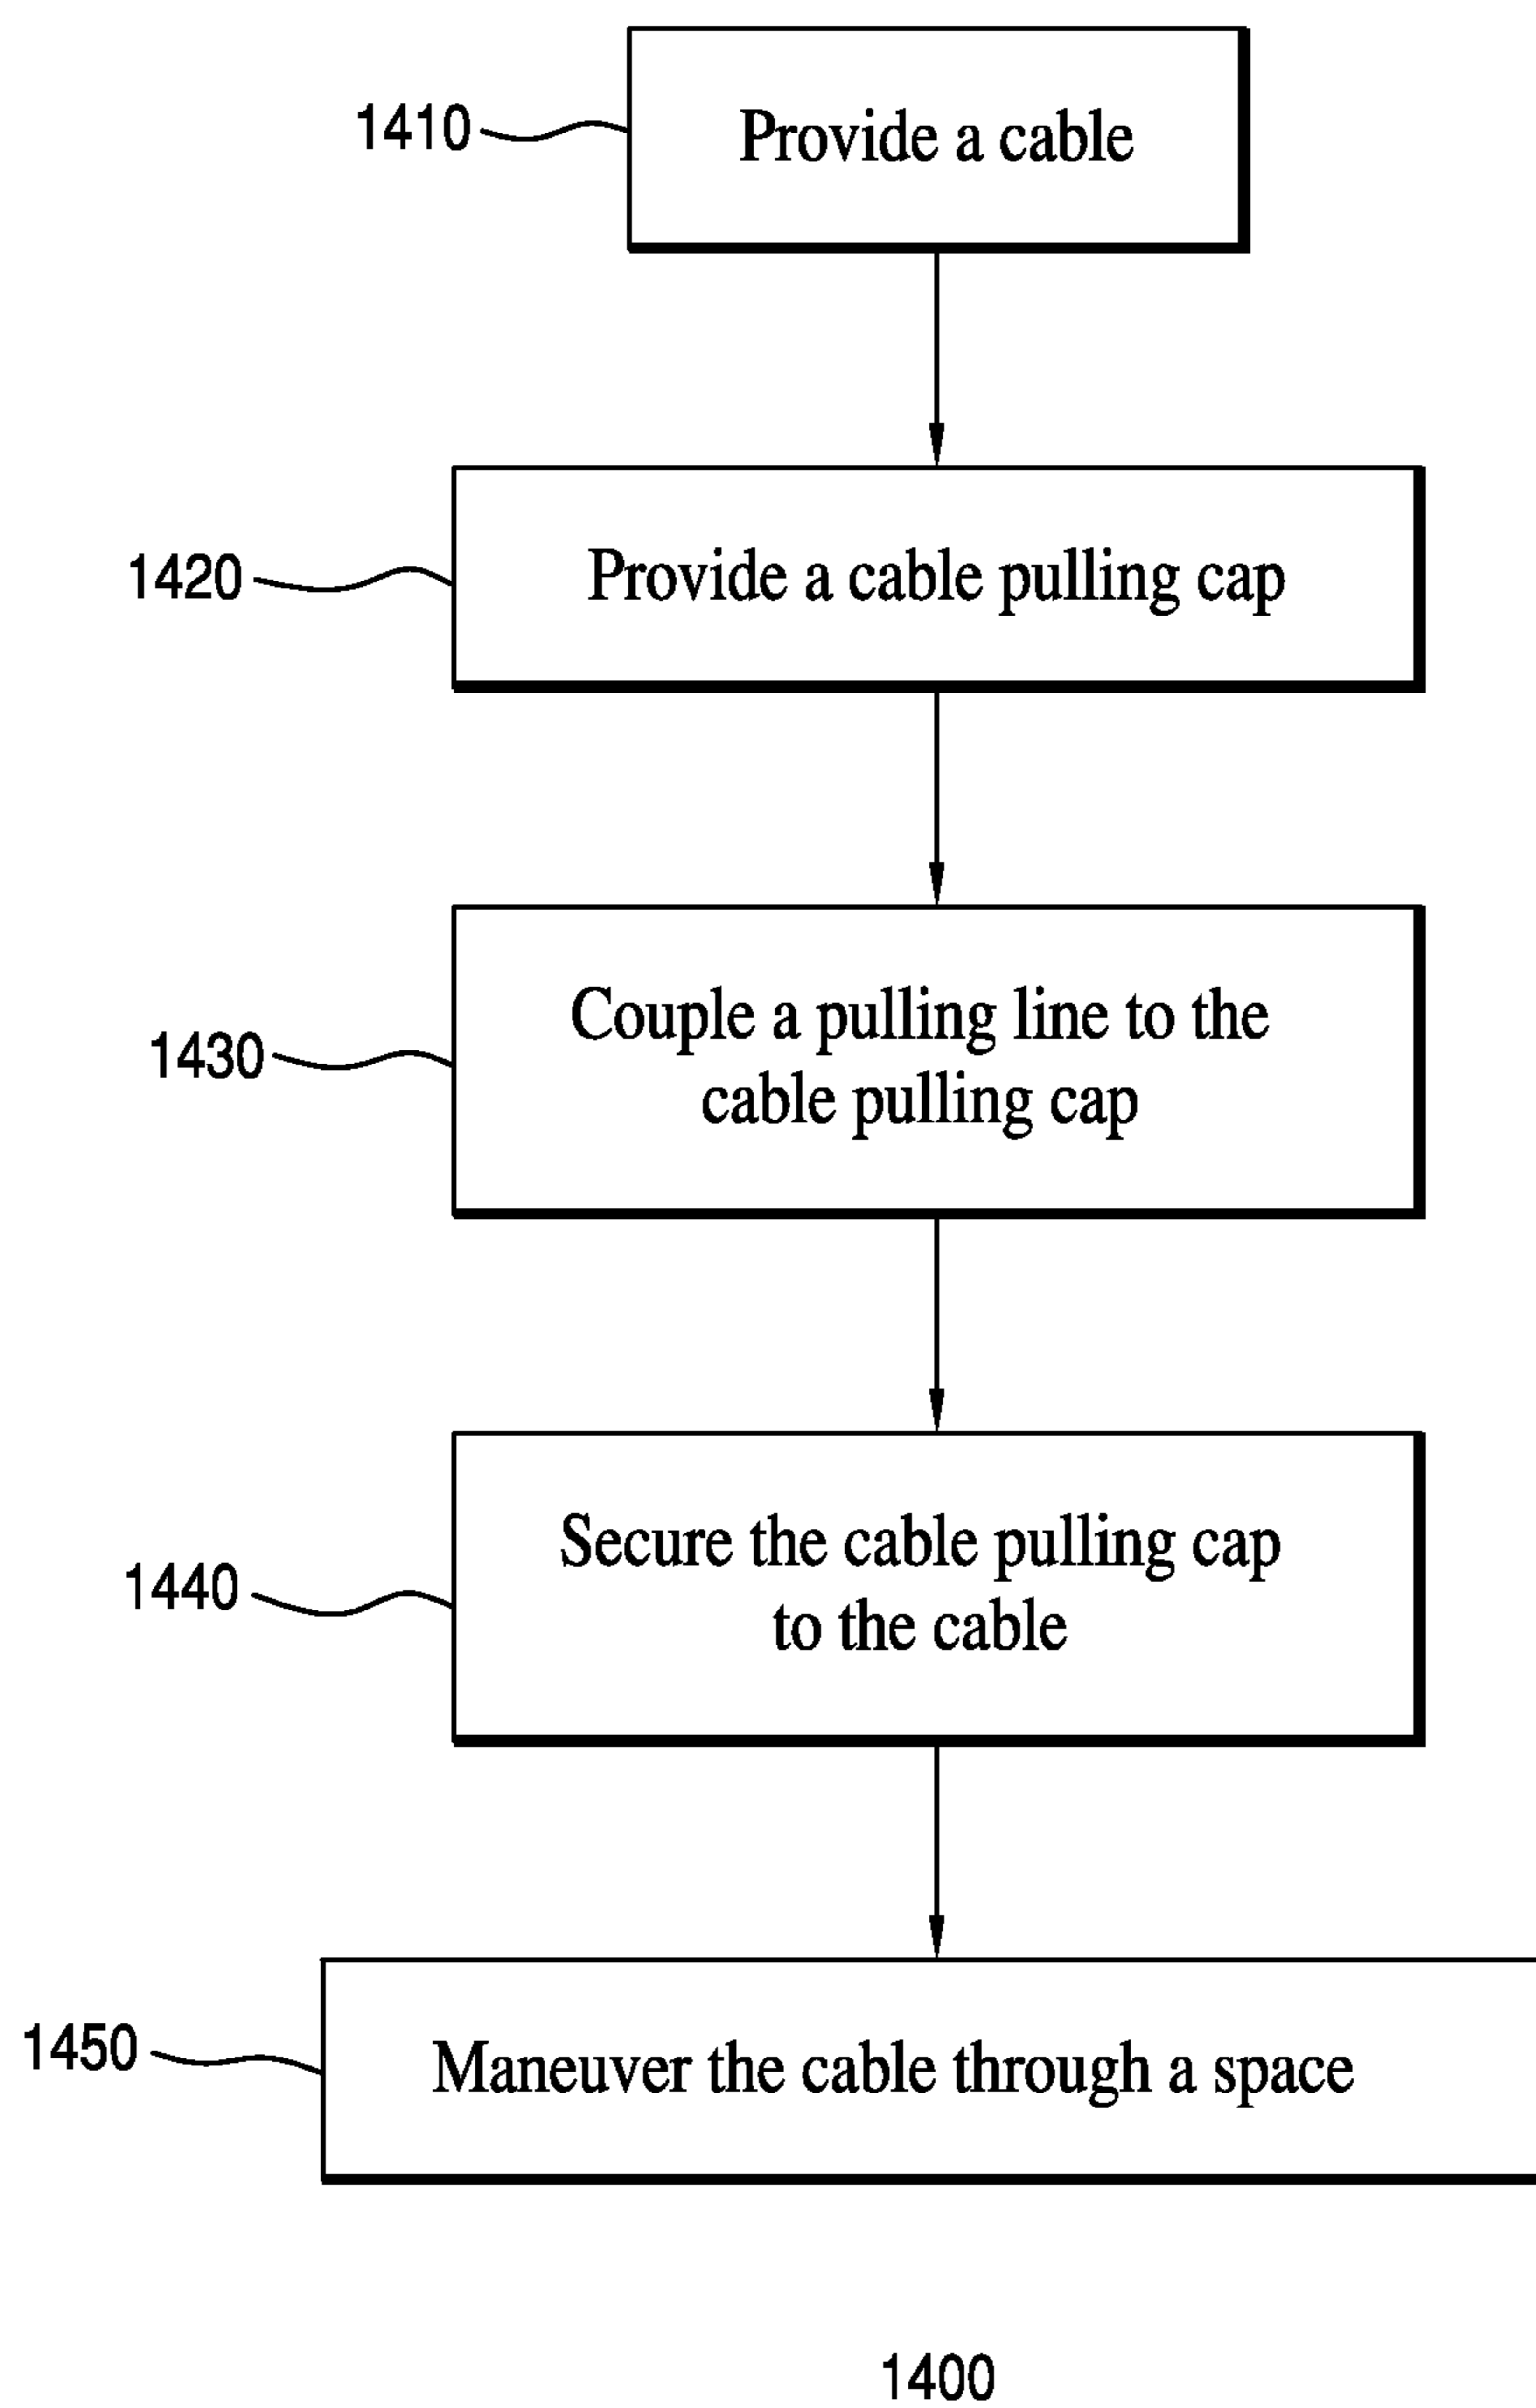 1410
Provide a cable
1420
Provide a cable pulling cap
1430
Couple a pulling line to the
cable pulling cap
1440
Secure the cable pulling cap
to the cable
1450
Maneuver the cable through a space
1400